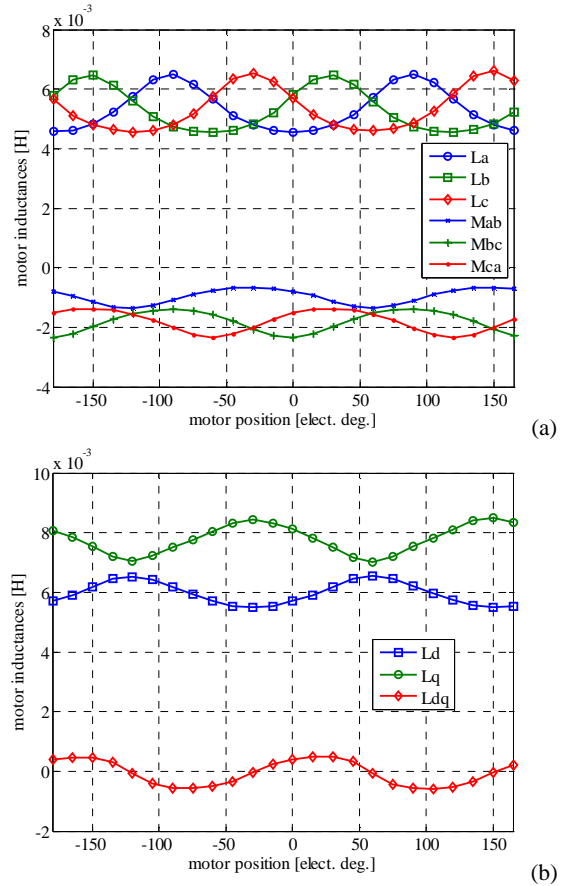 x 10-3
8
6
4
2
0
-2
-4
motor inductances [H]
La
Lb
Lc
Mab
Mbc
Mca
-150 -100 -50 0 50 100 150
motor position [elect. deg.]
(a)
x 10-3
10
8
6
4
2
0
-2
motor inductances [H]
Ld
Lq
Ldq
-150 -100 -50 0 50 100 150
motor position [elect. deg.]
(b)